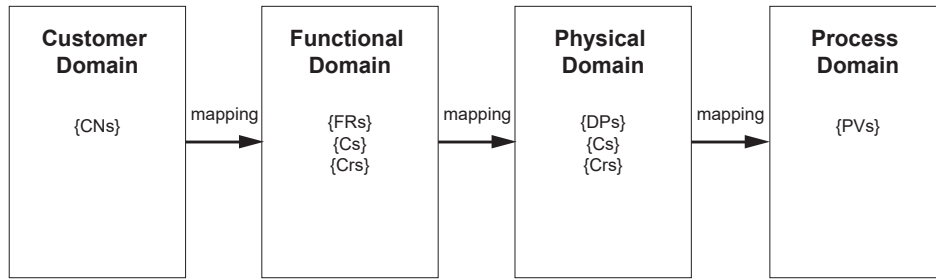 Customer
Domain
{CNs}
mapping
Functional
Domain
{FRs}
{Cs}
{Crs}
mapping
Physical
Domain
{DPs}
{Cs}
{Crs}
mapping
Process
Domain
{PVs}